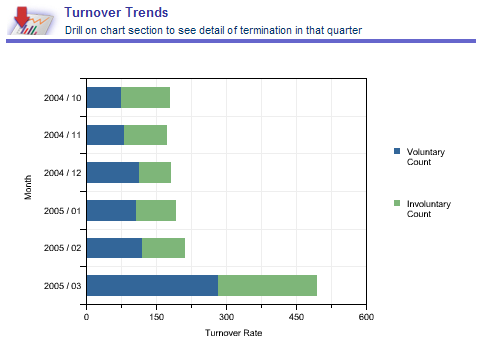 Turnover Trends
Drill on chart section to see detail of termination in that quarter
2004 / 10
2004 / 11
2004 / 12
2005 / 01
2005 / 02
2005 / 03
Month
0
150
300
450
600
Turnover Rate
Voluntary
Count
Involuntary
Count